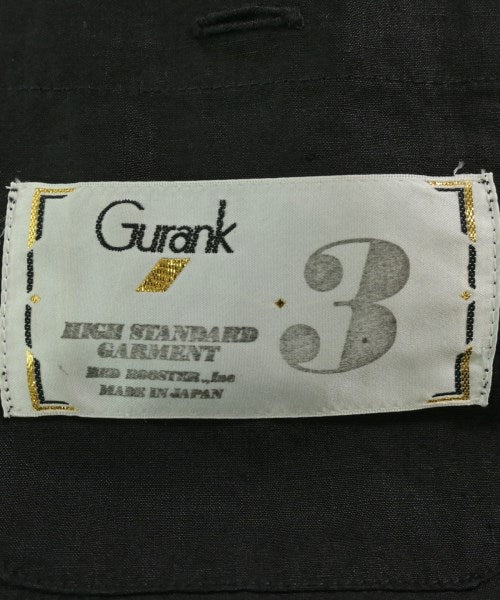 Gurank
3
HIGH STANDARD
GARMENT
RED ROOSTER.,Inc
MADE IN JAPAN